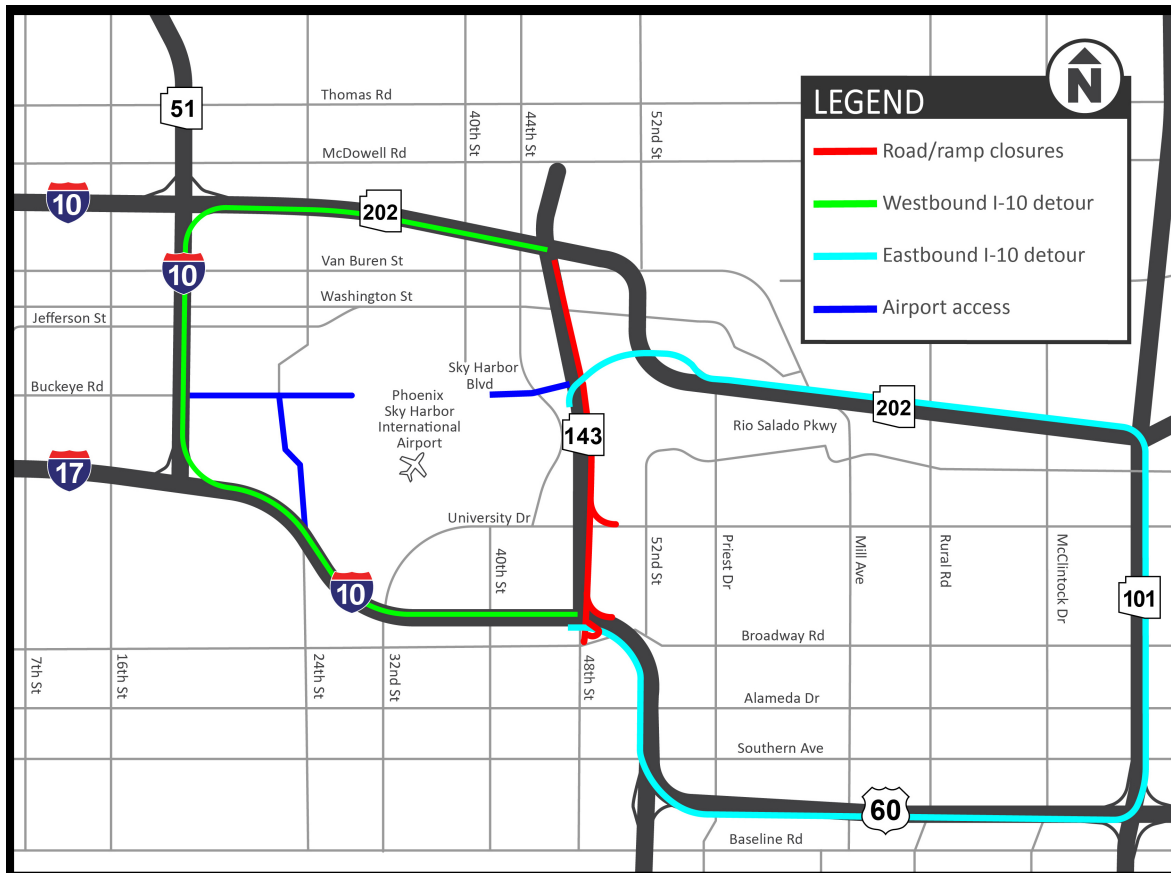 N
LEGEND
Road/ramp closures
Westbound I-10 detour
Eastbound I-10 detour
Airport access
51
Thomas Rd
40th St
44th St
52nd St
McDowell Rd
10
202
10
Van Buren St
Washington St
Jefferson St
Buckeye Rd
Sky Harbor
Blvd
Phoenix
Sky Harbor
International
Airport
143
202
Rio Salado Pkwy
17
University Dr
40th St
52nd St
Priest Dr
Mill Ave
Rural Rd
McClintock Dr
10
101
Broadway Rd
7th St
16th St
24th St
32nd St
48th St
Alameda Dr
Southern Ave
60
Baseline Rd